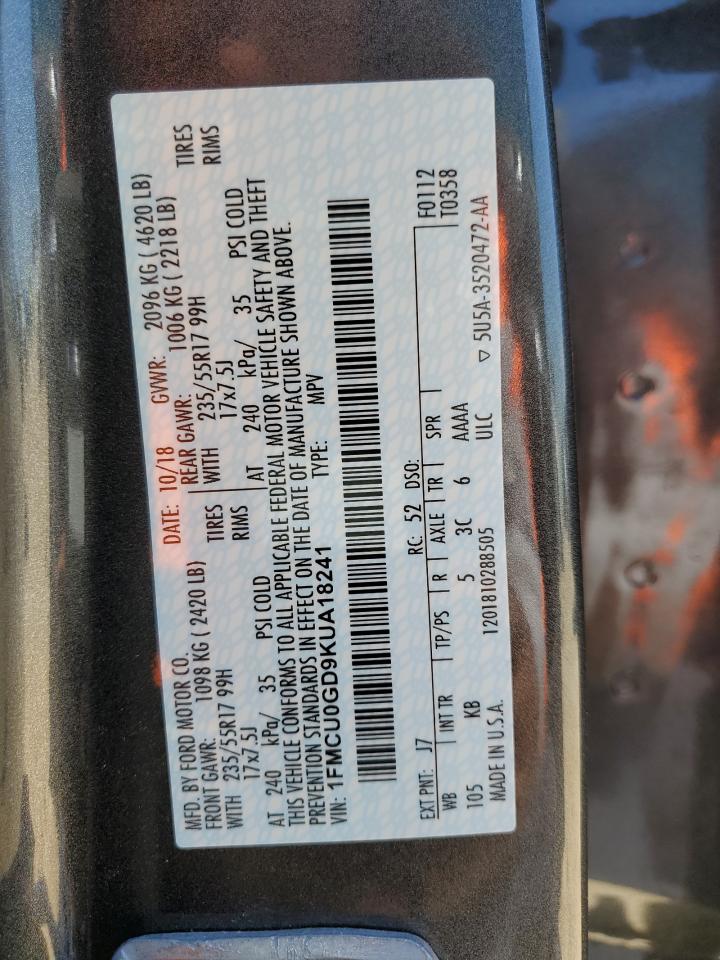 MFD. BY FORD MOTOR CO. DATE: 10/18 GVWR: 2096 KG ( 4620 LB)
FRONT GAWR: 1098 KG ( 2420 LB) REAR GAWR: 1006 KG ( 2218 LB)
WITH 235/55R17 99H TIRES WITH 235/55R17 99H TIRES
17x7.5J RIMS 17x7.5J RIMS
AT 240 kPa/ 35 PSI COLD AT 240 kPa/ 35 PSI COLD
THIS VEHICLE CONFORMS TO ALL APPLICABLE FEDERAL MOTOR VEHICLE SAFETY AND THEFT
PREVENTION STANDARDS IN EFFECT ON THE DATE OF MANUFACTURE SHOWN ABOVE.
VIN: 1FMCU0GD9KUA18241 TYPE: MPV
EXT PNT: J7 RC: 52 DSO: F0112
WB INT TR TP/PS R AXLE TR SPR T0358
105 KB 5 3C 6 AAAA
MADE IN U.S.A. 1201810288505 ULC ▽ 5U5A-3520472-AA